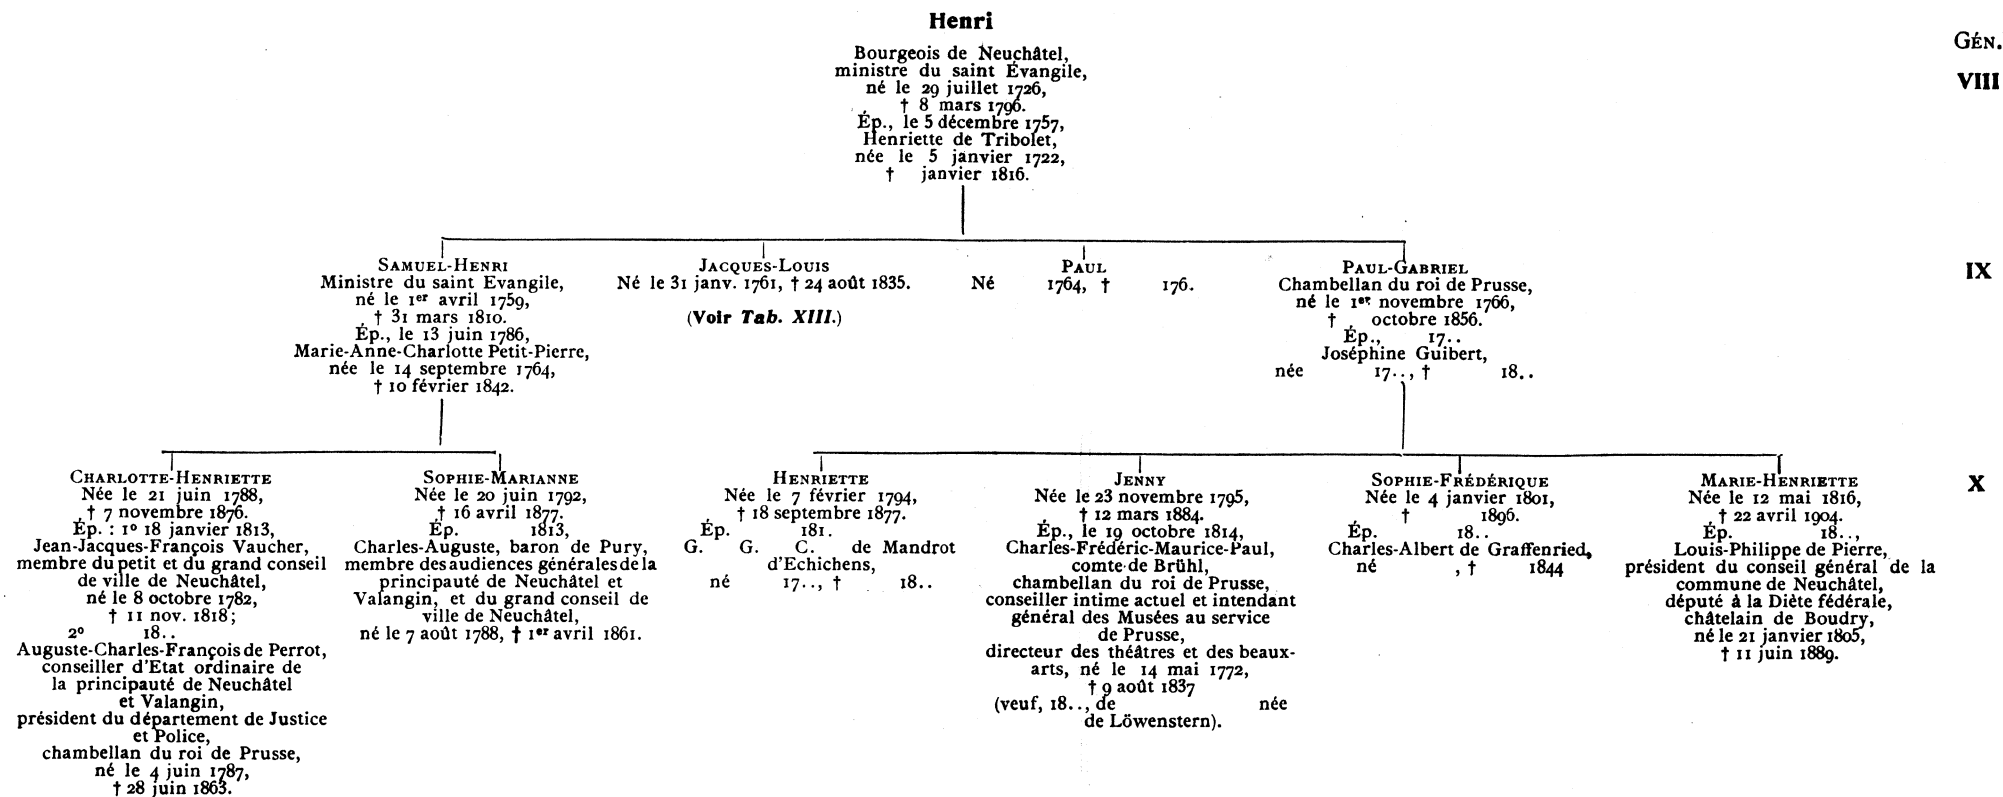 Henri
Bourgeois de Neuchâtel,
ministre du saint Évangile,
né le 29 juillet 1726,
† 8 mars 1796.
Ép., le 5 décembre 1757,
Henriette de Tribolet,
née le 5 janvier 1722,
† janvier 1816.
GÉN.
VIII
SAMUEL-HENRI
Ministre du saint Evangile,
né le 1er avril 1759,
† 31 mars 1810.
Ép., le 13 juin 1786,
Marie-Anne-Charlotte Petit-Pierre,
née le 14 septembre 1764,
† 10 février 1842.
JACQUES-LOUIS
Né le 31 janv. 1761, † 24 août 1835.
(Voir Tab. XIII.)
PAUL
Né 1764, † 176.
PAUL-GABRIEL
Chambellan du roi de Prusse,
né le 1er novembre 1766,
† octobre 1856.
Ép., 17..
Joséphine Guibert,
née 17.., † 18..
IX
CHARLOTTE-HENRIETTE
Née le 21 juin 1788,
† 7 novembre 1876.
Ép. : 1º 18 janvier 1813,
Jean-Jacques-François Vaucher,
membre du petit et du grand conseil
de ville de Neuchâtel,
né le 8 octobre 1782,
† 11 nov. 1818;
2º 18..
Auguste-Charles-François de Perrot,
conseiller d'Etat ordinaire de
la principauté de Neuchâtel
et Valangin,
président du département de Justice
et Police,
chambellan du roi de Prusse,
né le 4 juin 1787,
† 28 juin 1863.
SOPHIE-MARIANNE
Née le 20 juin 1792,
† 16 avril 1877.
Ép. 1813,
Charles-Auguste, baron de Pury,
membre des audiences générales de la
principauté de Neuchâtel et
Valangin, et du grand conseil de
ville de Neuchâtel,
né le 7 août 1788, † 1er avril 1861.
HENRIETTE
Née le 7 février 1794,
† 18 septembre 1877.
Ép. 181.
G. G. C. de Mandrot
d'Echichens,
né 17.., † 18..
JENNY
Née le 23 novembre 1795,
† 12 mars 1884.
Ép., le 19 octobre 1814,
Charles-Frédéric-Maurice-Paul,
comte de Brühl,
chambellan du roi de Prusse,
conseiller intime actuel et intendant
général des Musées au service
de Prusse,
directeur des théâtres et des beaux-
arts, né le 14 mai 1772,
† 9 août 1837
(veuf, 18.., de née
de Löwenstern).
SOPHIE-FRÉDÉRIQUE
Née le 4 janvier 1801,
† 1896.
Ép. 18..
Charles-Albert de Graffenried,
né , † 1844
MARIE-HENRIETTE
Née le 12 mai 1816,
† 22 avril 1904.
Ép. 18..,
Louis-Philippe de Pierre,
président du conseil général de la
commune de Neuchâtel,
député à la Diète fédérale,
châtelain de Boudry,
né le 21 janvier 1805,
† 11 juin 1889.
X